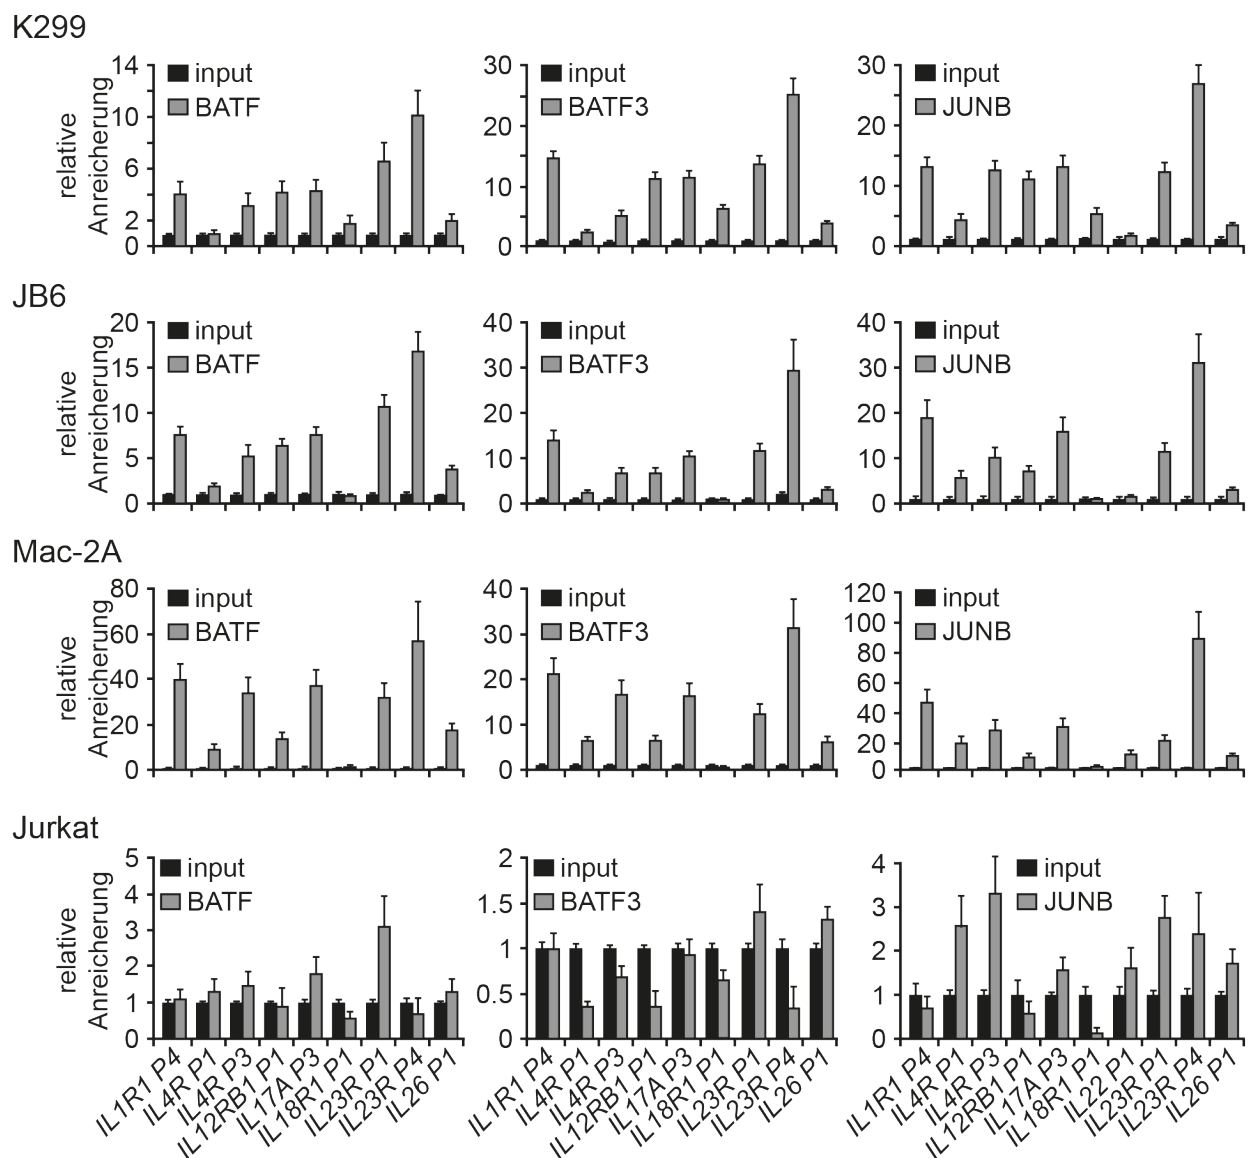 K299
relative
Anreicherung
14
10
6
2
0
input
BATF
30
20
10
0
input
BATF3
30
20
10
0
input
JUNB
JB6
relative
Anreicherung
20
15
10
5
0
input
BATF
40
30
20
10
0
input
BATF3
40
30
20
10
0
input
JUNB
Mac-2A
relative
Anreicherung
80
60
40
20
0
input
BATF
40
30
20
10
0
input
BATF3
120
100
80
60
40
20
0
input
JUNB
Jurkat
relative
Anreicherung
5
4
3
2
1
0
input
BATF
2
1.5
1
0.5
0
input
BATF3
4
3
2
1
0
input
JUNB
IL1R1 P4
IL4R P1
IL4R P3
IL12RB1 P1
IL17A P3
IL18R1 P1
IL23R P1
IL23R P4
IL26 P1
IL1R1 P4
IL4R P1
IL4R P3
IL12RB1 P1
IL17A P3
IL18R1 P1
IL23R P1
IL23R P4
IL26 P1
IL1R1 P4
IL4R P1
IL4R P3
IL12RB1 P1
IL17A P3
IL18R1 P1
IL22 P1
IL23R P1
IL23R P4
IL26 P1